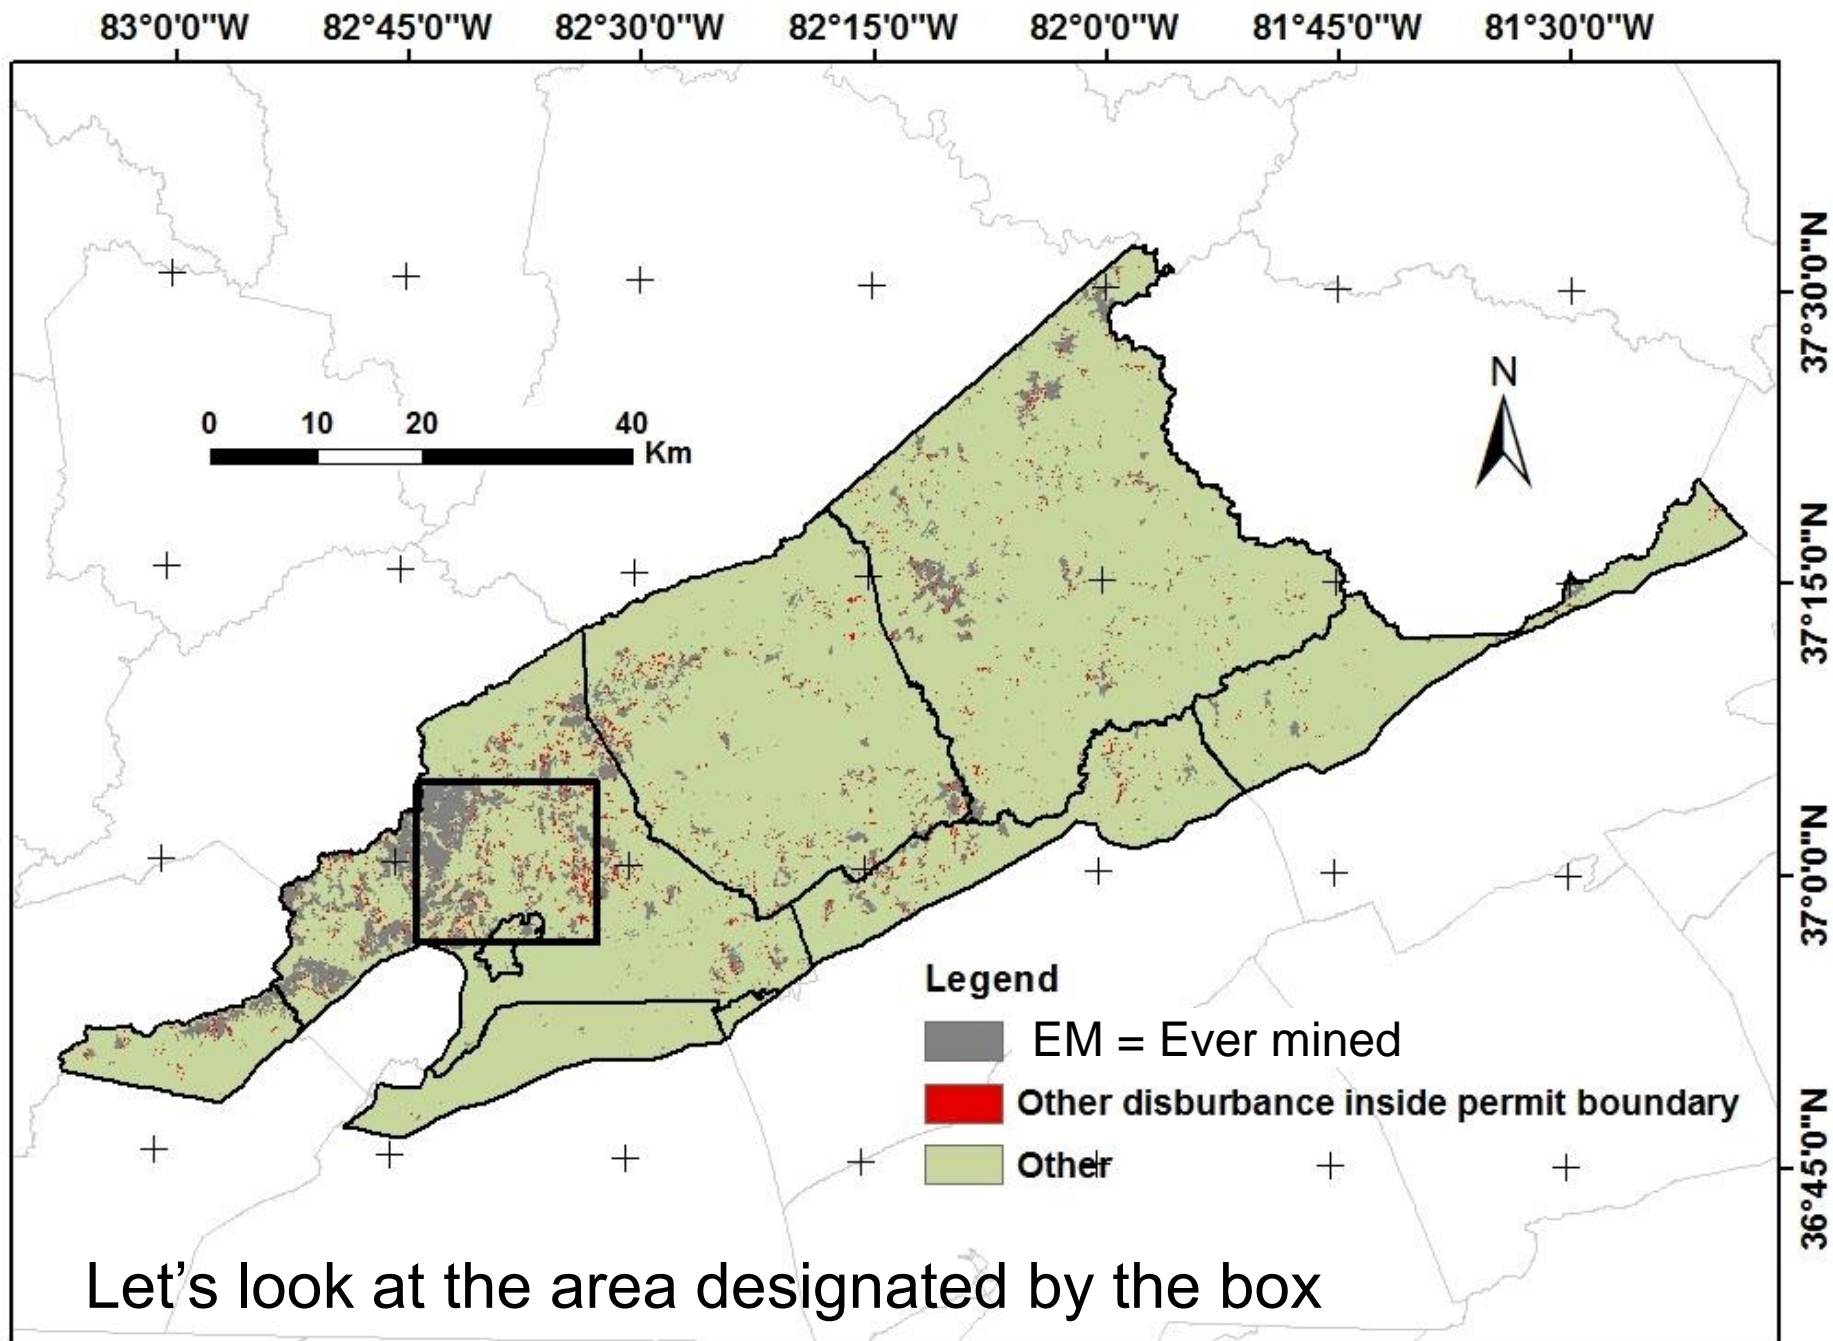 83°0'0"W 82°45'0"W 82°30'0"W 82°15'0"W 82°0'0"W 81°45'0"W 81°30'0"W
37°30'0"N
N
0 10 20 40
Km
37°15'0"N
37°0'0"N
Legend
EM = Ever mined
Other disburbance inside permit boundary
Other
36°45'0"N
Let’s look at the area designated by the box